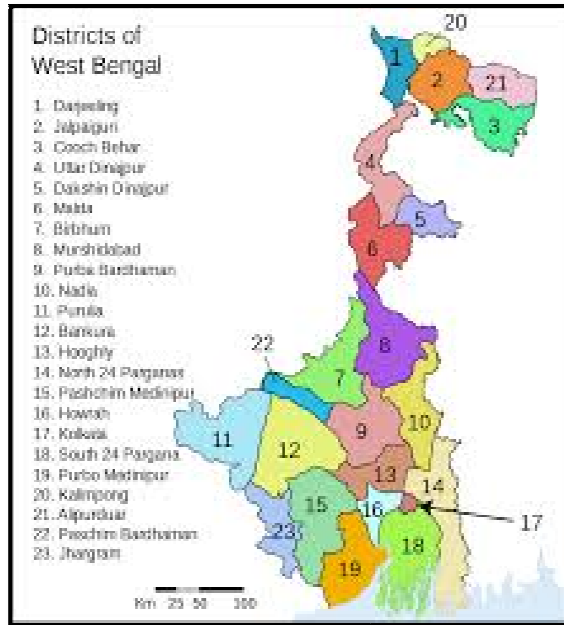 Districts of
West Bengal
1. Darjeeling
2. Jalpaiguri
3. Cooch Behar
4. Uttar Dinajpur
5. Dakshin Dinajpur
6. Malda
7. Birbhum
8. Murshidabad
9. Purba Bardhaman
10. Nadia
11. Purulia
12. Bankura
13. Hooghly
14. North 24 Parganas
15. Pashchim Medinipur
16. Howrah
17. Kolkata
18. South 24 Pargana
19. Purbo Medinipur
20. Kalimpong
21. Alipurduar
22. Paschim Bardhaman
23. Jhargram
20
1
2
21
3
4
5
6
22
8
7
10
11
9
12
13
14
15
16
17
23
18
19
Km 25 50 100